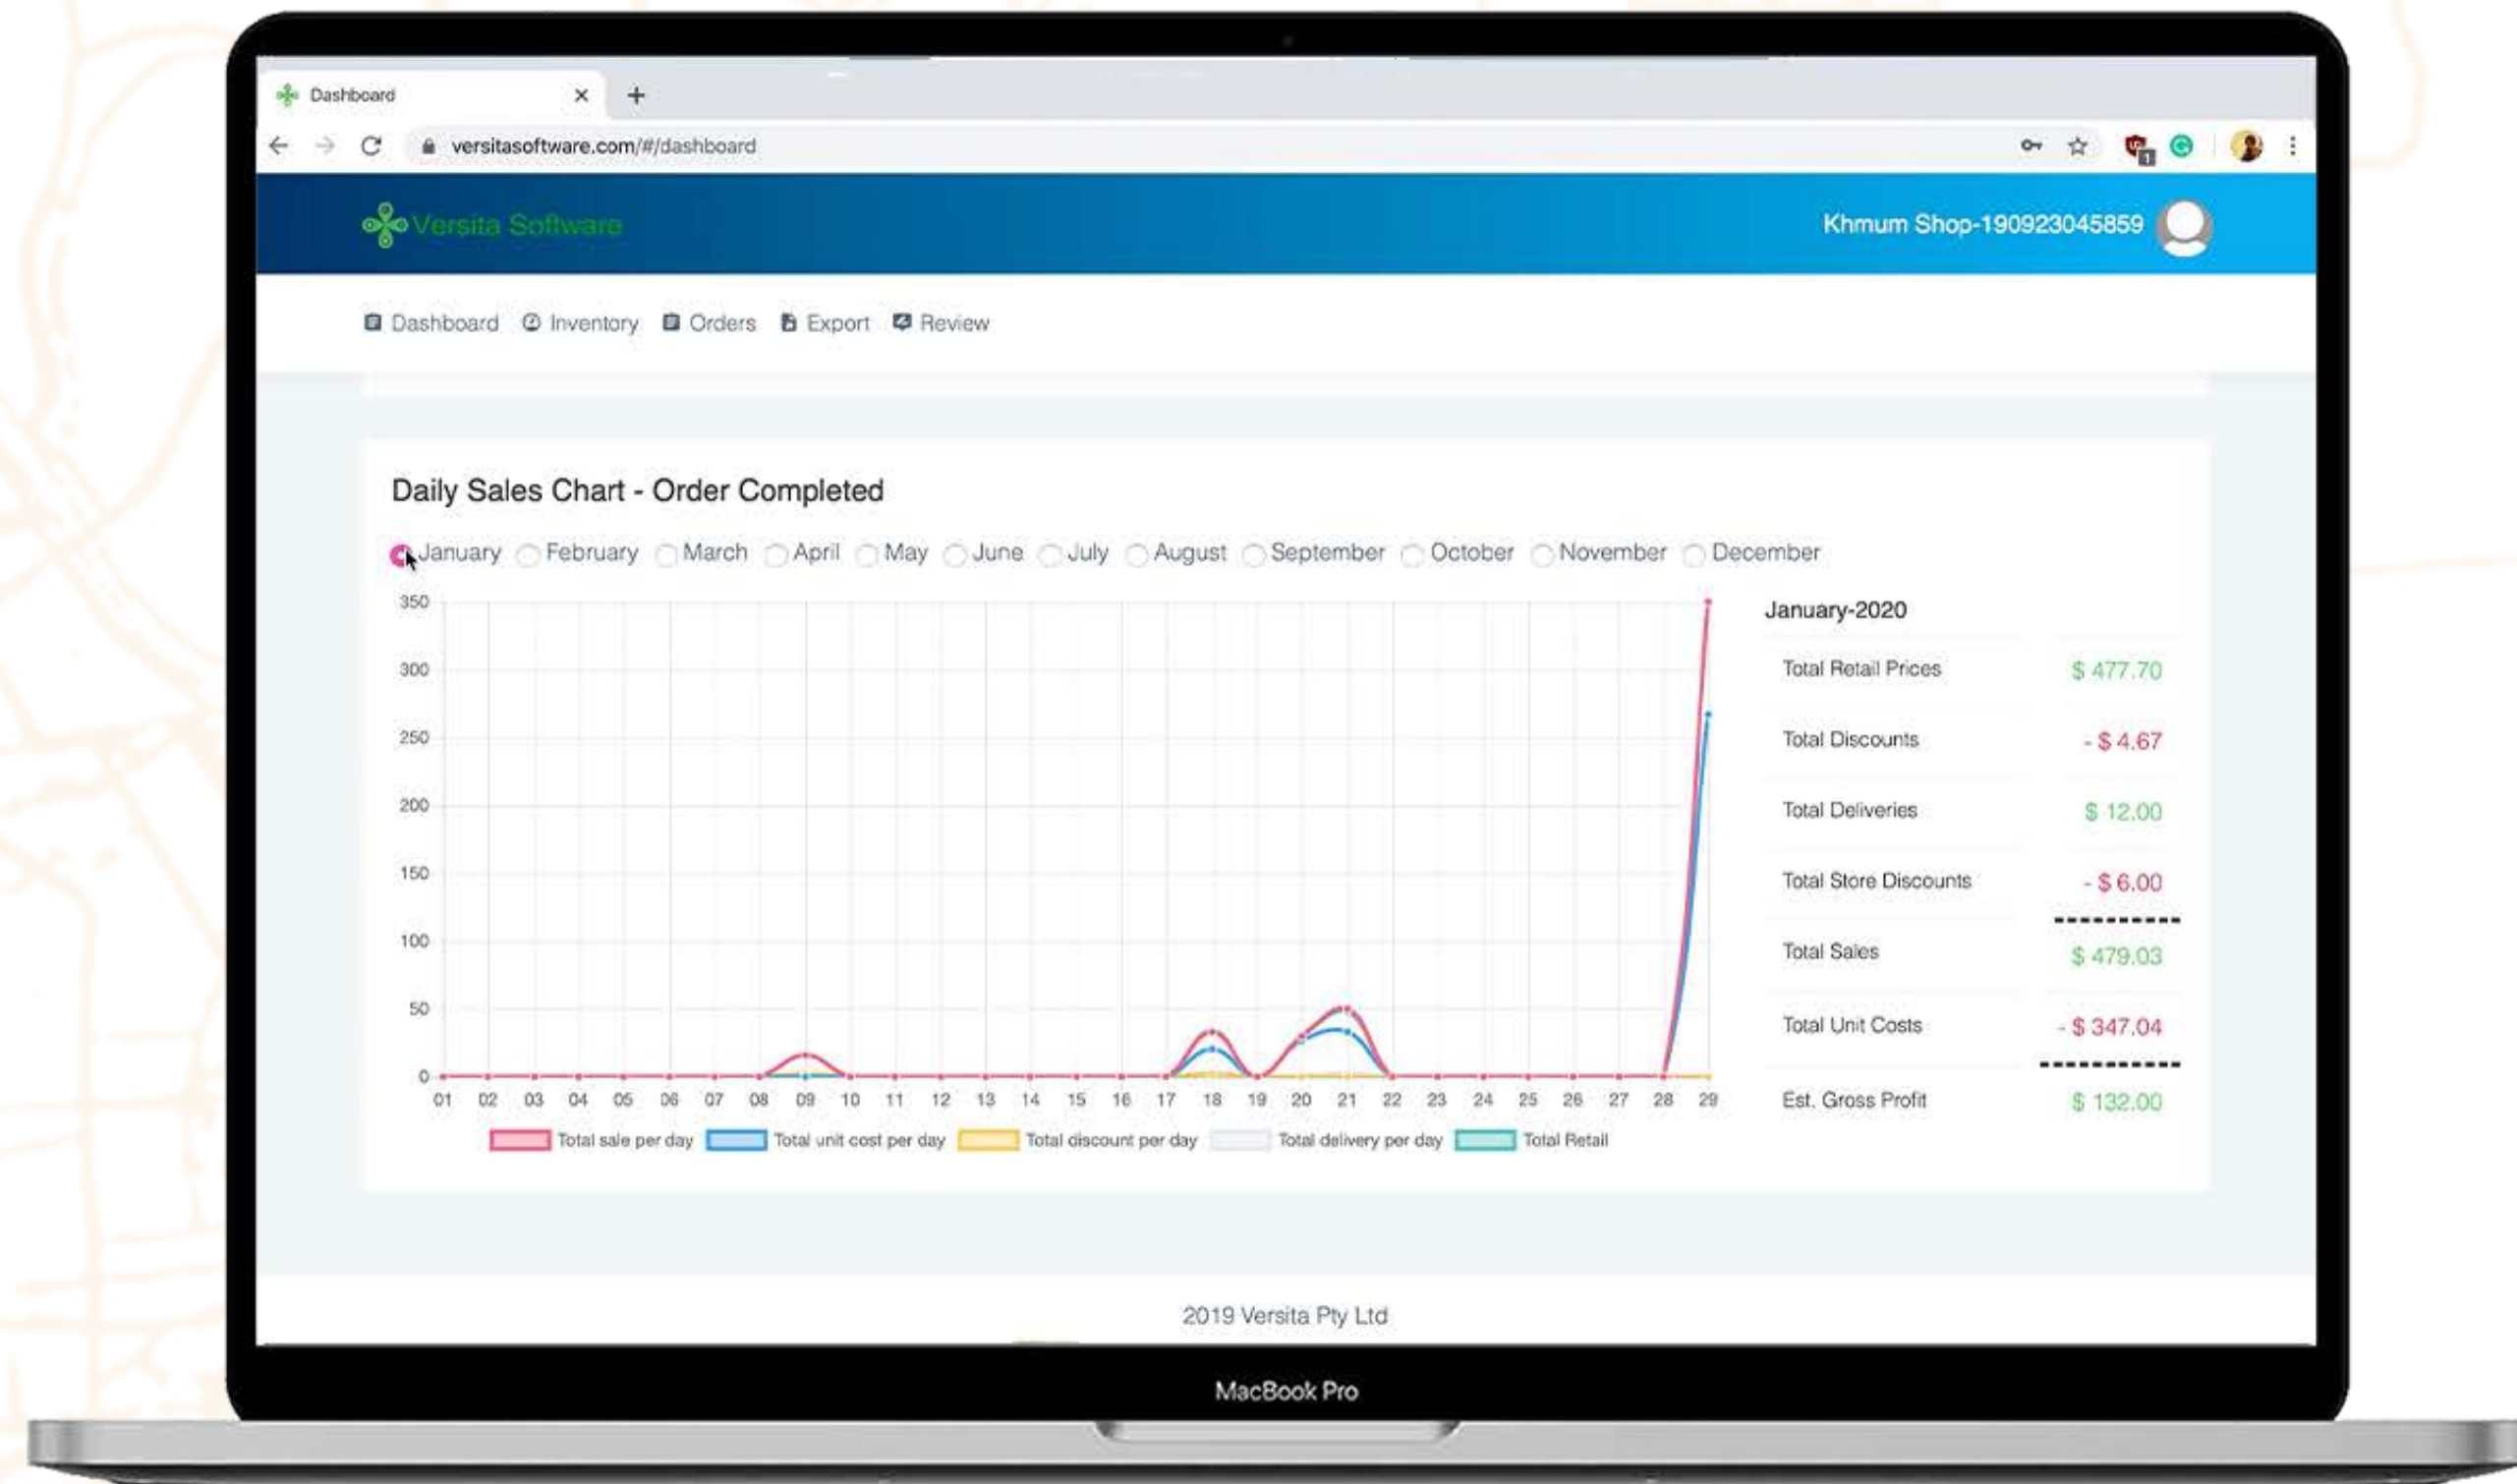 Dashboard
versitasoftware.com/#/dashboard
1
Versita Software
Khmum Shop-190923045859
Dashboard Inventory Orders Export Review
Daily Sales Chart - Order Completed
January February March April May June July August September October November December
350
300
250
200
150
100
50
0
01 02 03 04 05 06 07 08 09 10 11 12 13 14 15 16 17 18 19 20 21 22 23 24 25 26 27 28 29
Total sale per day Total unit cost per day Total discount per day Total delivery per day Total Retail
January-2020
Total Retail Prices $ 477.70
Total Discounts - $ 4.67
Total Deliveries $ 12.00
Total Store Discounts - $ 6.00
Total Sales $ 479.03
Total Unit Costs - $ 347.04
Est. Gross Profit $ 132.00
2019 Versita Pty Ltd
MacBook Pro